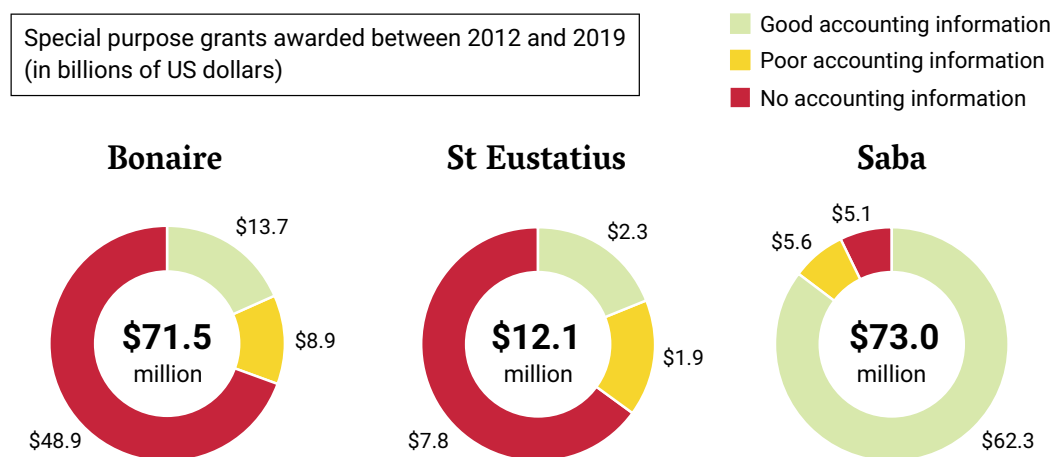 Special purpose grants awarded between 2012 and 2019
(in billions of US dollars)
Good accounting information
Poor accounting information
No accounting information
Bonaire
$13.7
$8.9
$48.9
$71.5
million
St Eustatius
$2.3
$1.9
$7.8
$12.1
million
Saba
$5.1
$5.6
$62.3
$73.0
million